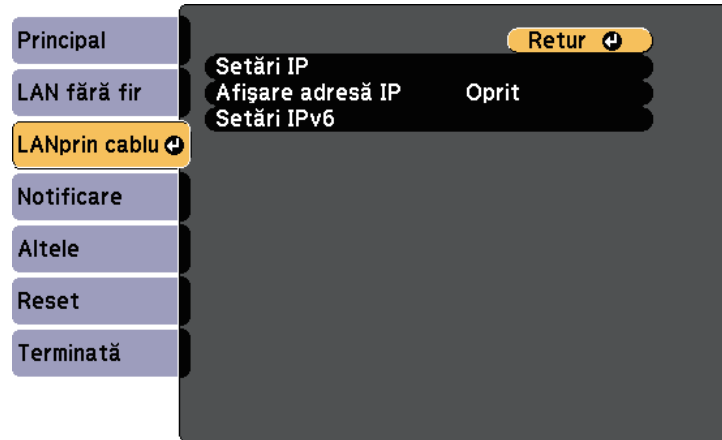 Principal
LAN fără fir
LANprin cablu
Notificare
Altele
Reset
Terminată
Retur
Setări IP
Afişare adresă IP Oprit
Setări IPv6